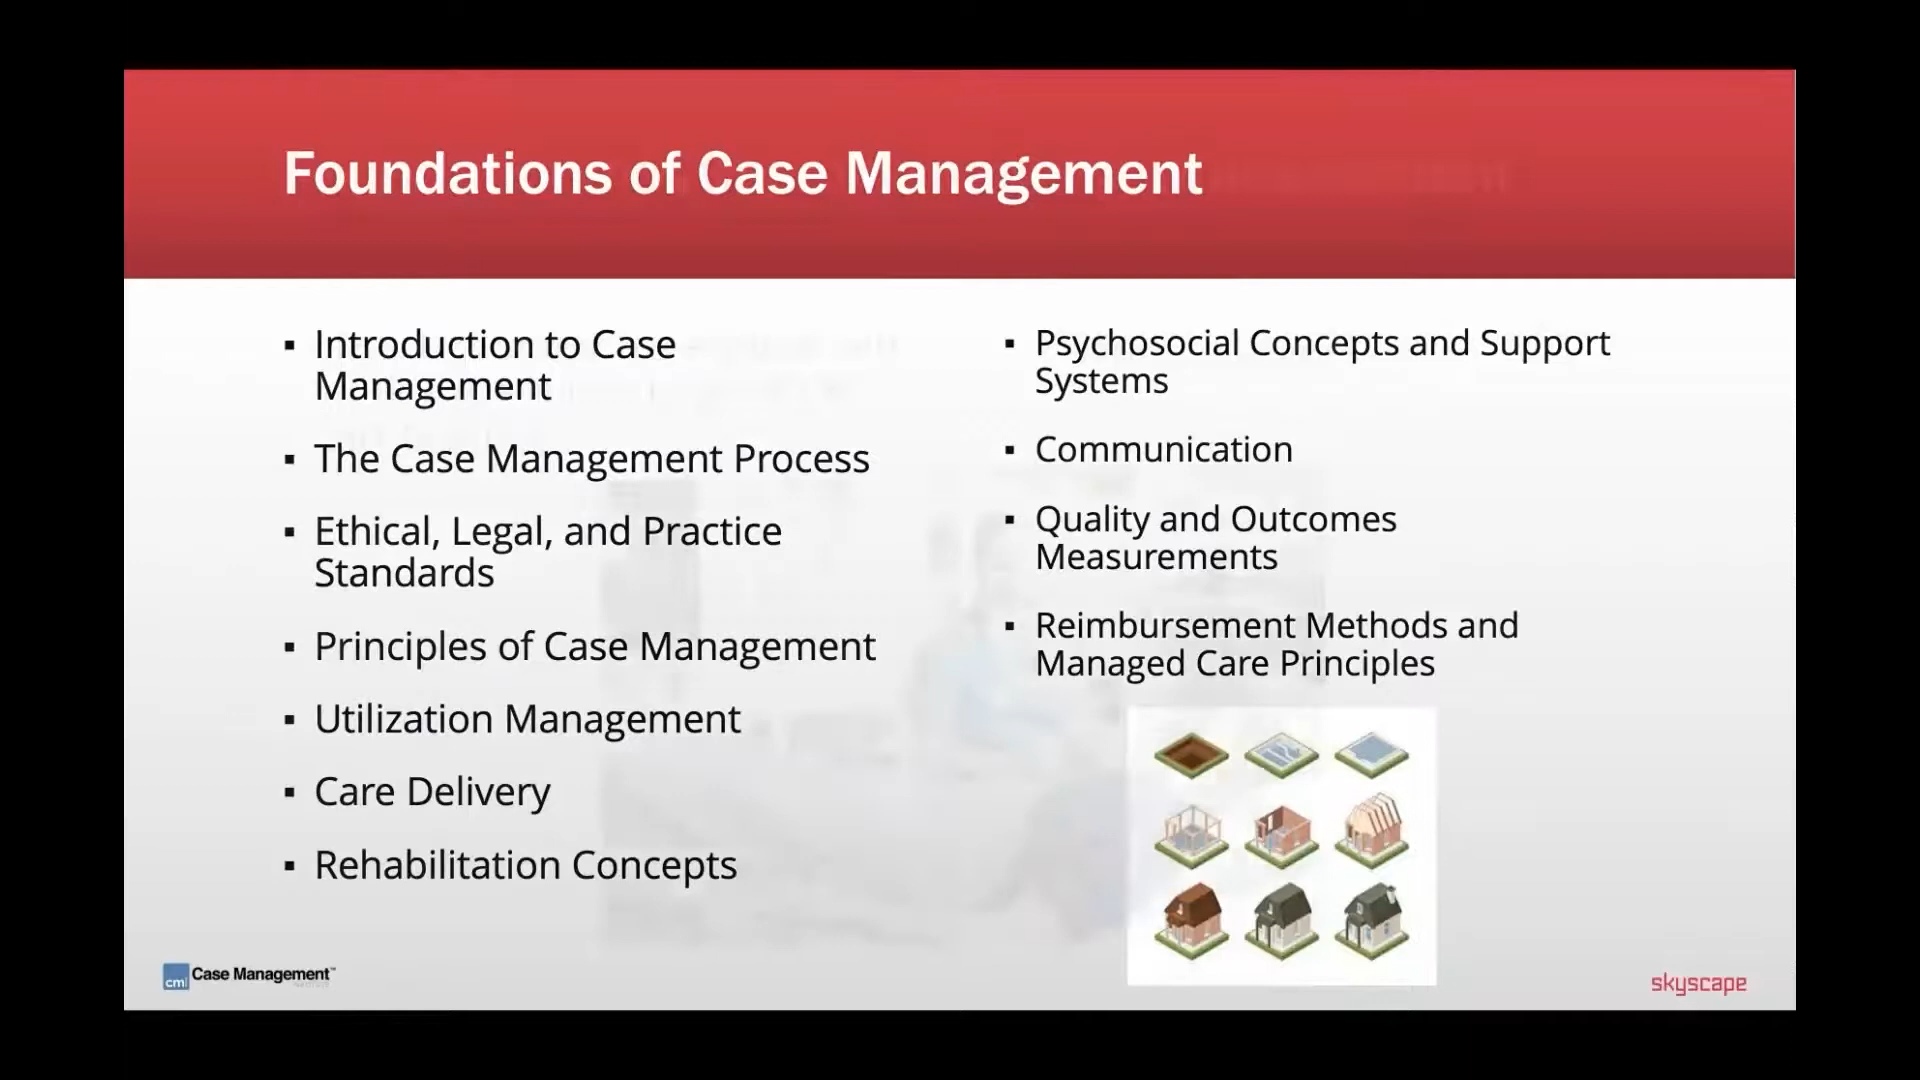 Foundations of Case Management
▪ Introduction to Case
Management
▪ The Case Management Process
▪ Ethical, Legal, and Practice
Standards
▪ Principles of Case Management
▪ Utilization Management
▪ Care Delivery
▪ Rehabilitation Concepts
▪ Psychosocial Concepts and Support
Systems
▪ Communication
▪ Quality and Outcomes
Measurements
▪ Reimbursement Methods and
Managed Care Principles
cmi Case Management™
skyscape